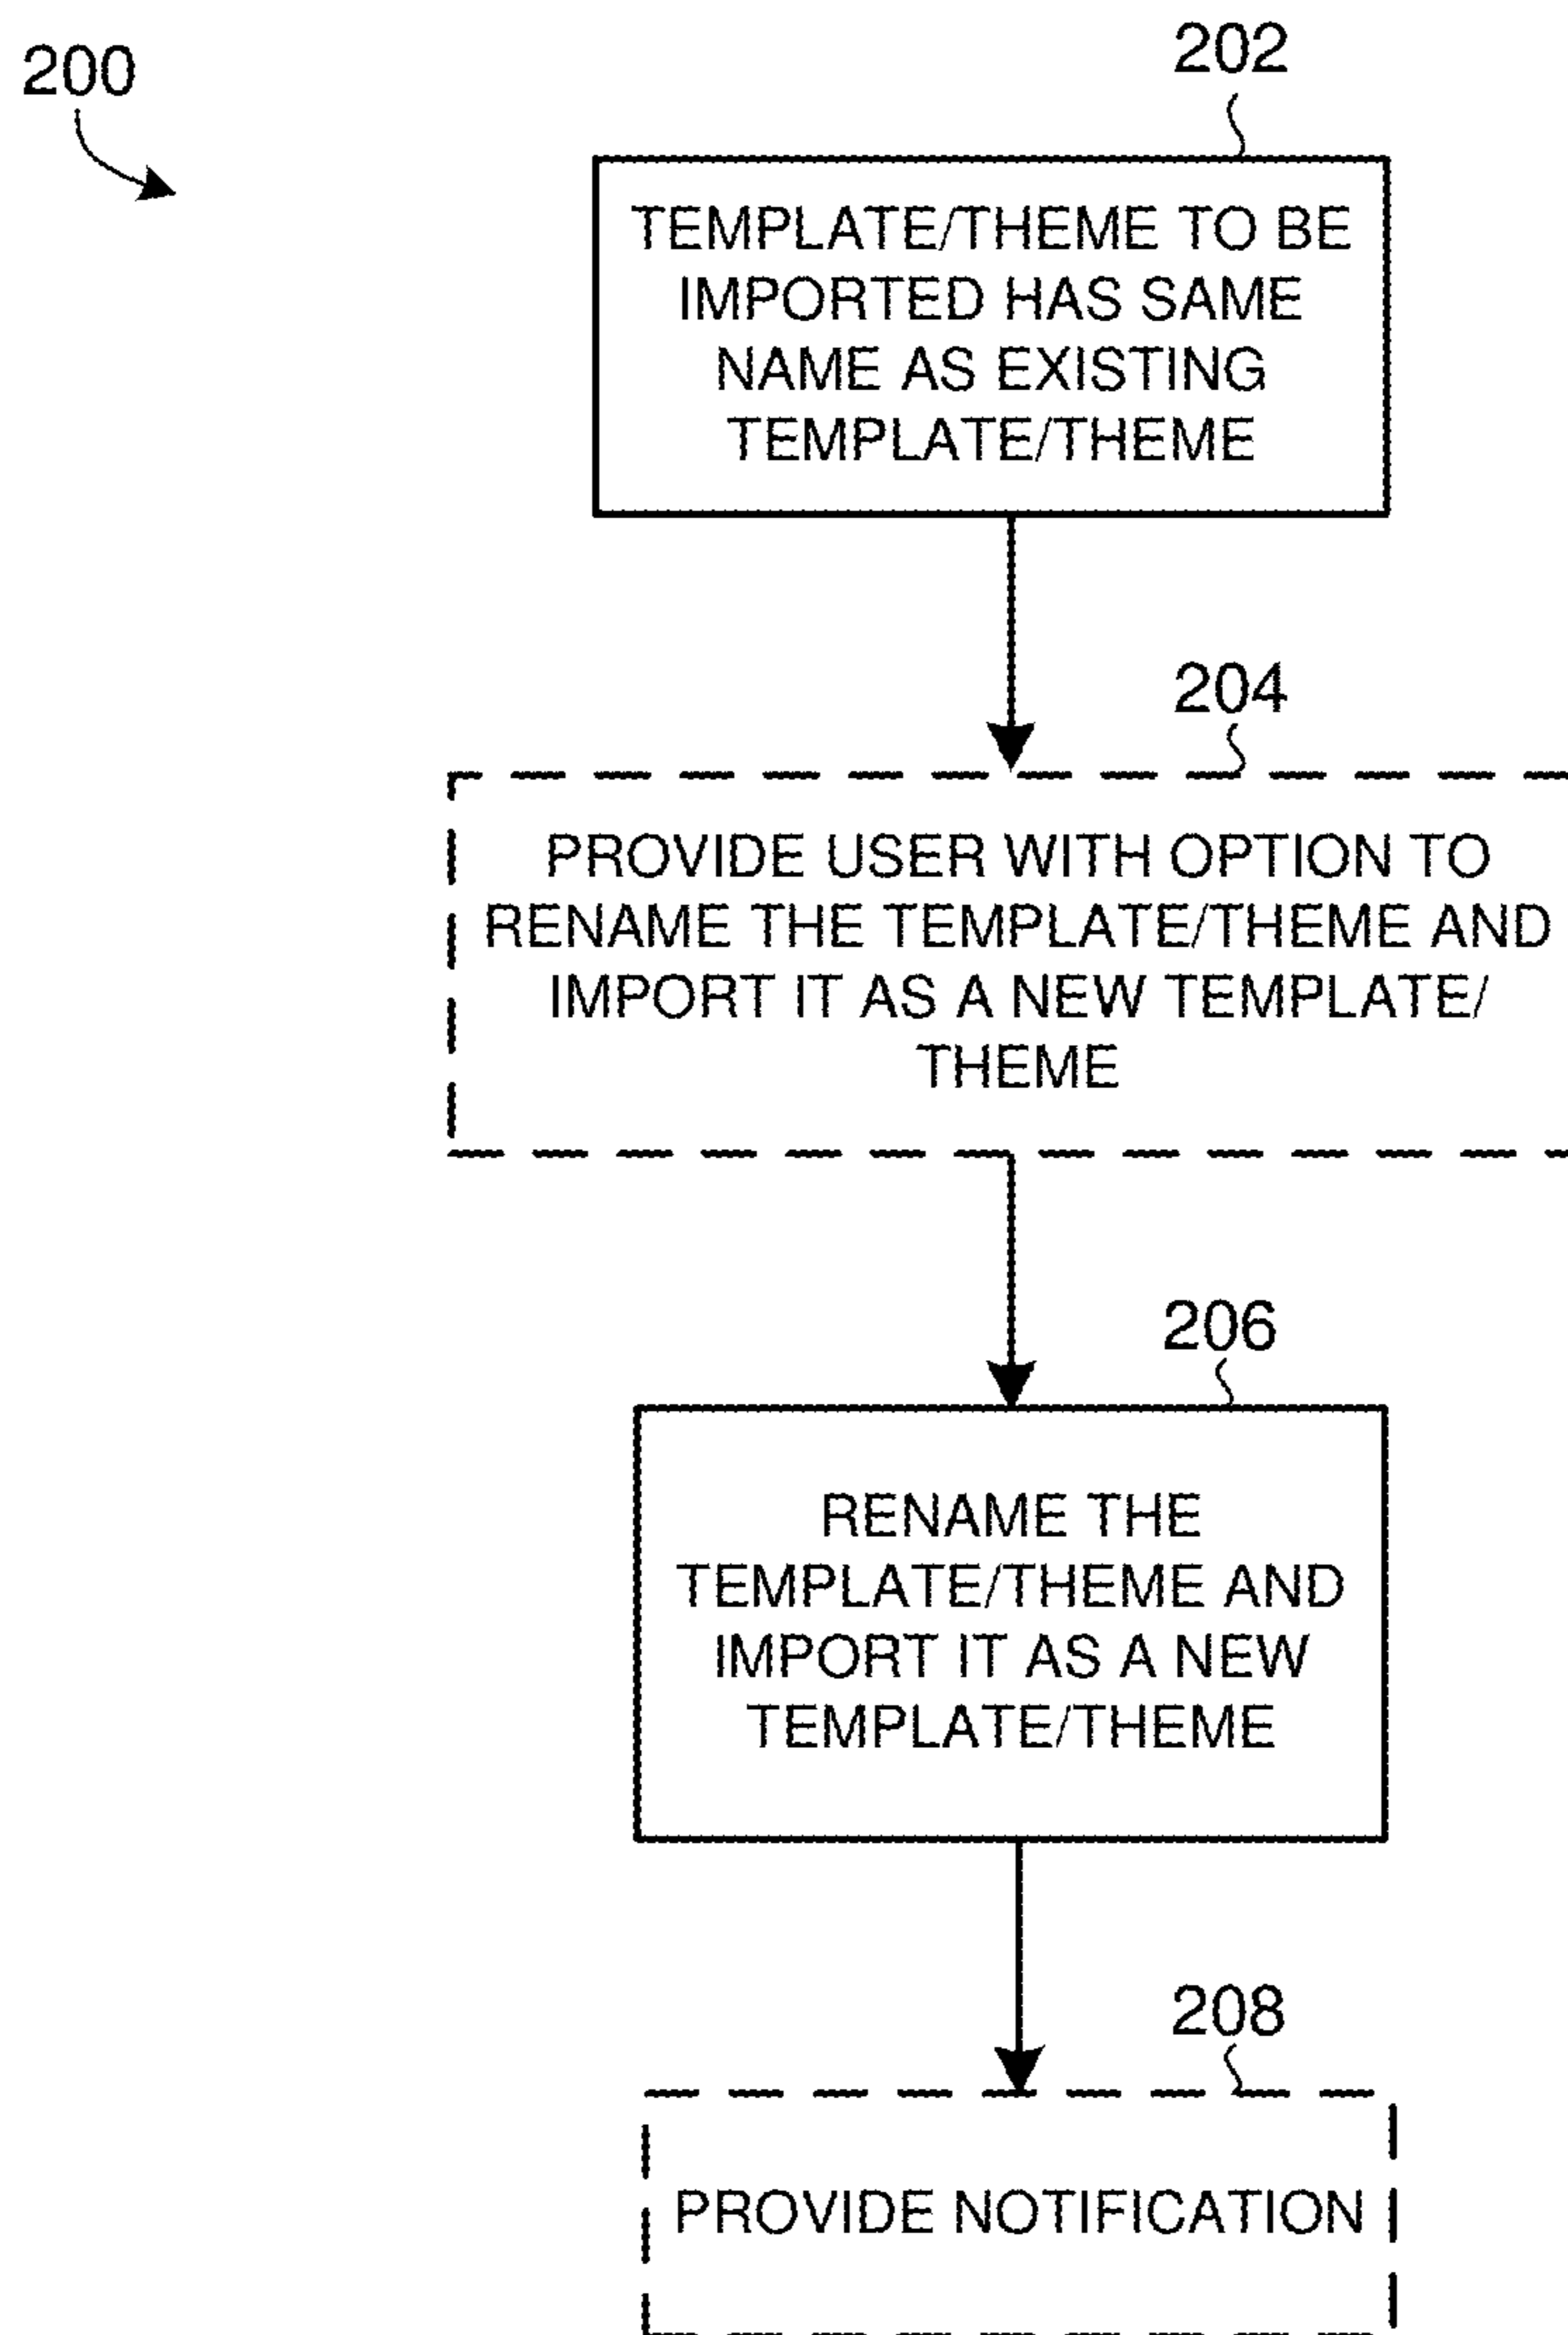 200
202
TEMPLATE/THEME TO BE
IMPORTED HAS SAME
NAME AS EXISTING
TEMPLATE/THEME
204
PROVIDE USER WITH OPTION TO
RENAME THE TEMPLATE/THEME AND
IMPORT IT AS A NEW TEMPLATE/
THEME
206
RENAME THE
TEMPLATE/THEME AND
IMPORT IT AS A NEW
TEMPLATE/THEME
208
PROVIDE NOTIFICATION